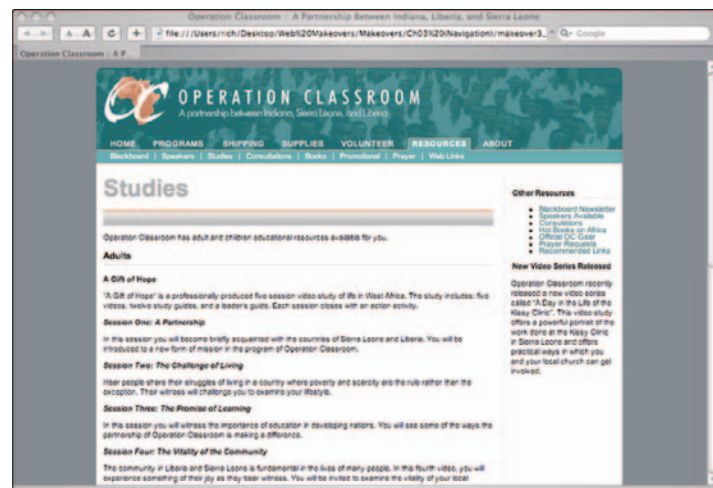 Operation Classroom :: A Partnership Between Indiana, Liberia, and Sierra Leone
A A C + file:///Users/rich/Desktop/Web%20Makeovers/Makeovers/Ch03%20(Navigation)/makeover3_ Google
Operation Classroom :: A P...
OC OPERATION CLASSROOM
A partnership between Indiana, Sierra Leone, and Liberia
HOME PROGRAMS SHIPPING SUPPLIES VOLUNTEER RESOURCES ABOUT
Blackboard | Speakers | Studies | Consultations | Books | Promotional | Prayer | Web Links
Studies
Operation Classroom has adult and children educational resources available for you.
Adults
A Gift of Hope
"A Gift of Hope" is a professionally produced five session video study of life in West Africa. The study includes, five
videos, twelve study guides, and a leader's guide. Each session closes with an action activity.
Session One: A Partnership
In this session you will become briefly acquainted with the countries of Sierra Leone and Liberia. You will be
introduced to a new form of mission in the program of Operation Classroom.
Session Two: The Challenge of Living
Hear people share their struggles of living in a country where poverty and scarcity are the rule rather than the
exception. Their witness will challenge you to examine your lifestyle.
Session Three: The Promise of Learning
In this session you will witness the importance of education in developing nations. You will see some of the ways the
partnership of Operation Classroom is making a difference.
Session Four: The Vitality of the Community
The community in Liberia and Sierra Leone is fundamental in the lives of many people. In this fourth video, you will
experience something of their joy as they bear witness. You will be invited to examine the vitality of your local
Other Resources
Blackboard Newsletter
Speakers Available
Consulations
Hot Books on Africa
Official OC Gear
Prayer Requests
Recommended Links
New Video Series Released
Operation Classroom recently
released a new video series
called "A Day in the Life of the
Kissy Clinic". This video study
offers a powerful portrait of the
work done at the Kissy Clinic
in Sierra Leone and offers
practical ways in which you
and your local church can get
involved.